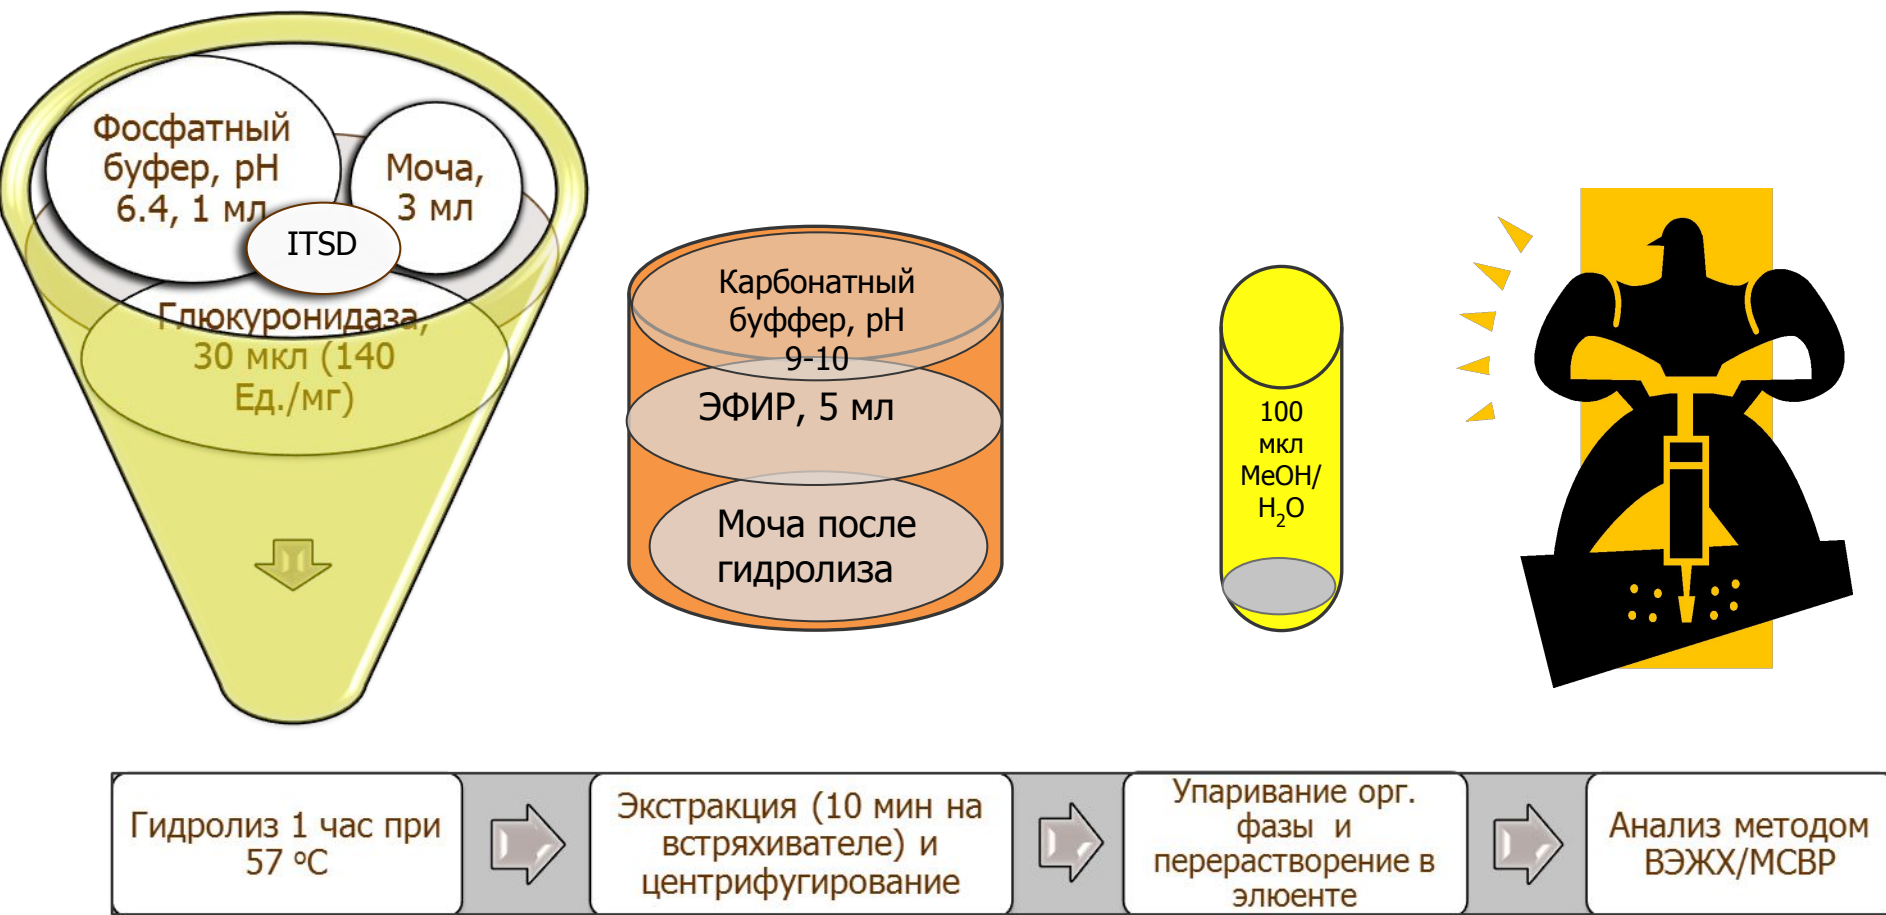 Фосфатный
буфер, pH
6.4, 1 мл
Моча,
3 мл
ITSD
Глюкуронидаза,
30 мкл (140
Ед./мг)
Карбонатный
буффер, pH
9-10
ЭФИР, 5 мл
Моча после
гидролиза
100
мкл
MeOH/
H₂O
Гидролиз 1 час при
57 ºC
Экстракция (10 мин на
встряхивателе) и
центрифугирование
Упаривание орг.
фазы и
перерастворение в
элюенте
Анализ методом
ВЭЖХ/МСВР